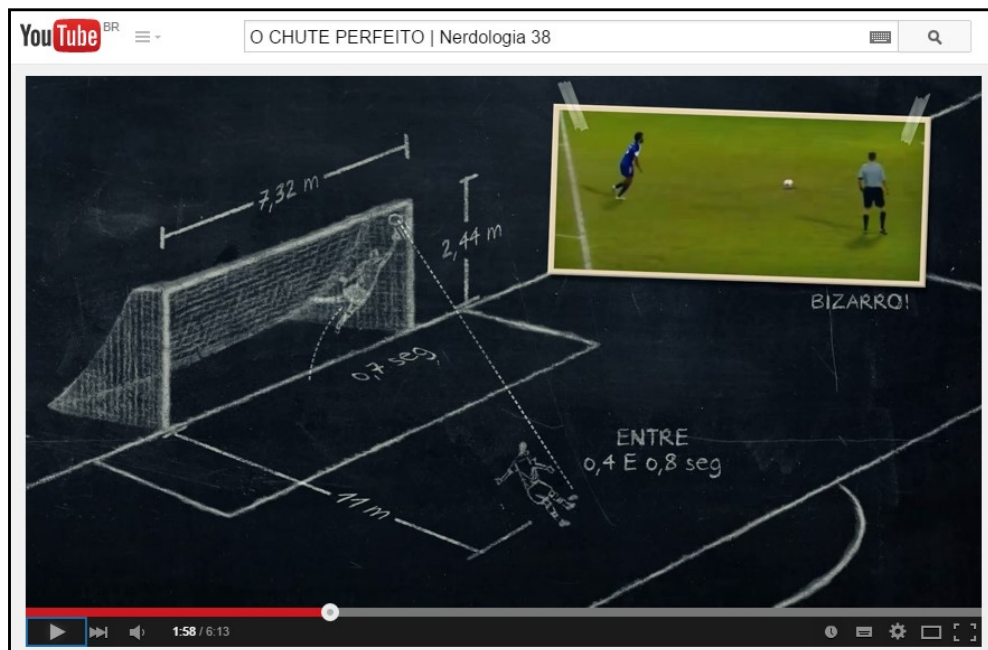 YouTube BR
O CHUTE PERFEITO | Nerdologia 38
7,32 m
2,44 m
BIZARRO!
0,7 seg
ENTRE
0,4 E 0,8 seg
11 m
1:58 / 6:13